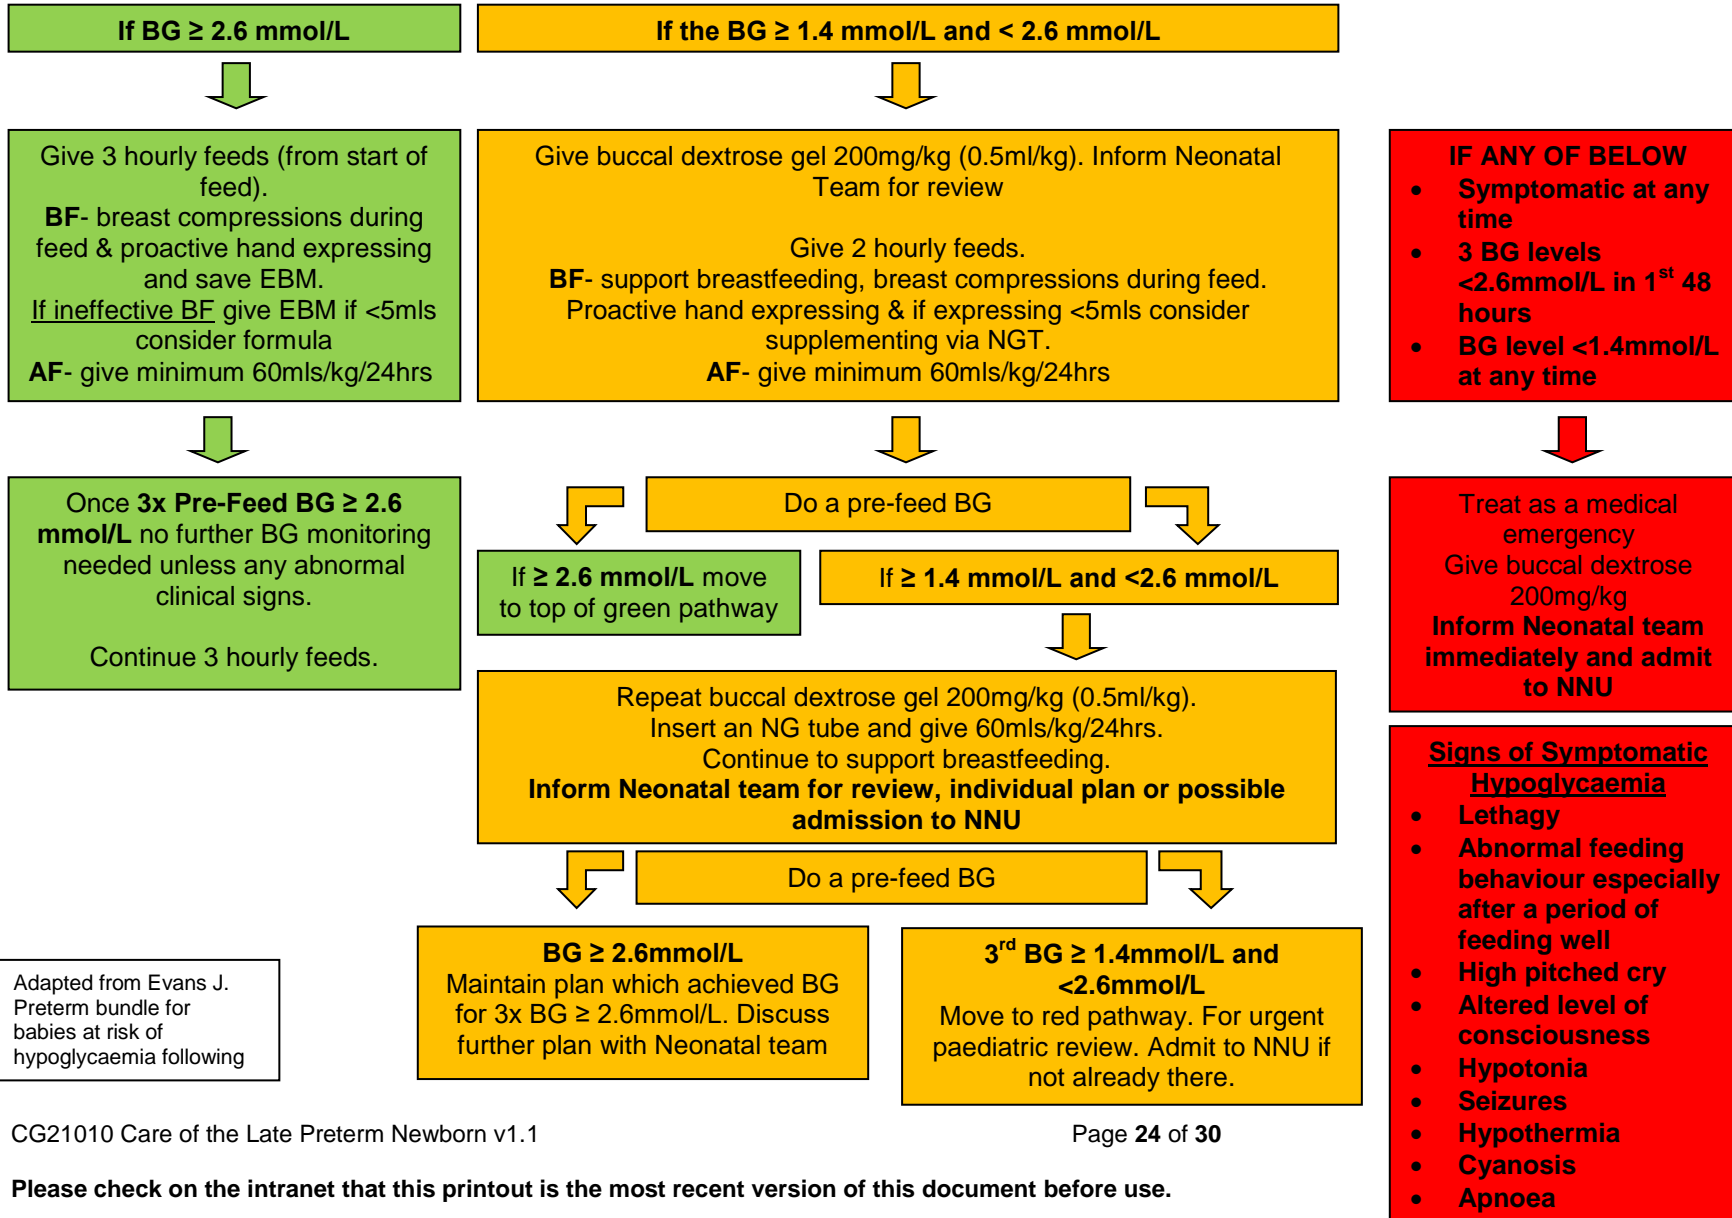 If BG ≥ 2.6 mmol/L
If the BG ≥ 1.4 mmol/L and < 2.6 mmol/L
Give 3 hourly feeds (from start of
feed).
BF- breast compressions during
feed & proactive hand expressing
and save EBM.
If ineffective BF give EBM if <5mls
consider formula
AF- give minimum 60mls/kg/24hrs
Give buccal dextrose gel 200mg/kg (0.5ml/kg). Inform Neonatal
Team for review
Give 2 hourly feeds.
BF- support breastfeeding, breast compressions during feed.
Proactive hand expressing & if expressing <5mls consider
supplementing via NGT.
AF- give minimum 60mls/kg/24hrs
IF ANY OF BELOW
• Symptomatic at any
time
• 3 BG levels
<2.6mmol/L in 1st 48
hours
• BG level <1.4mmol/L
at any time
Once 3x Pre-Feed BG ≥ 2.6
mmol/L no further BG monitoring
needed unless any abnormal
clinical signs.
Continue 3 hourly feeds.
Do a pre-feed BG
If ≥ 2.6 mmol/L move
to top of green pathway
If ≥ 1.4 mmol/L and <2.6 mmol/L
Treat as a medical
emergency
Give buccal dextrose
200mg/kg
Inform Neonatal team
immediately and admit
to NNU
Repeat buccal dextrose gel 200mg/kg (0.5ml/kg).
Insert an NG tube and give 60mls/kg/24hrs.
Continue to support breastfeeding.
Inform Neonatal team for review, individual plan or possible
admission to NNU
Do a pre-feed BG
BG ≥ 2.6mmol/L
Maintain plan which achieved BG
for 3x BG ≥ 2.6mmol/L. Discuss
further plan with Neonatal team
3rd BG ≥ 1.4mmol/L and
<2.6mmol/L
Move to red pathway. For urgent
paediatric review. Admit to NNU if
not already there.
Signs of Symptomatic
Hypoglycaemia
• Lethagy
• Abnormal feeding
behaviour especially
after a period of
feeding well
• High pitched cry
• Altered level of
consciousness
• Hypotonia
• Seizures
• Hypothermia
• Cyanosis
• Apnoea
Adapted from Evans J.
Preterm bundle for
babies at risk of
hypoglycaemia following
CG21010 Care of the Late Preterm Newborn v1.1
Page 24 of 30
Please check on the intranet that this printout is the most recent version of this document before use.